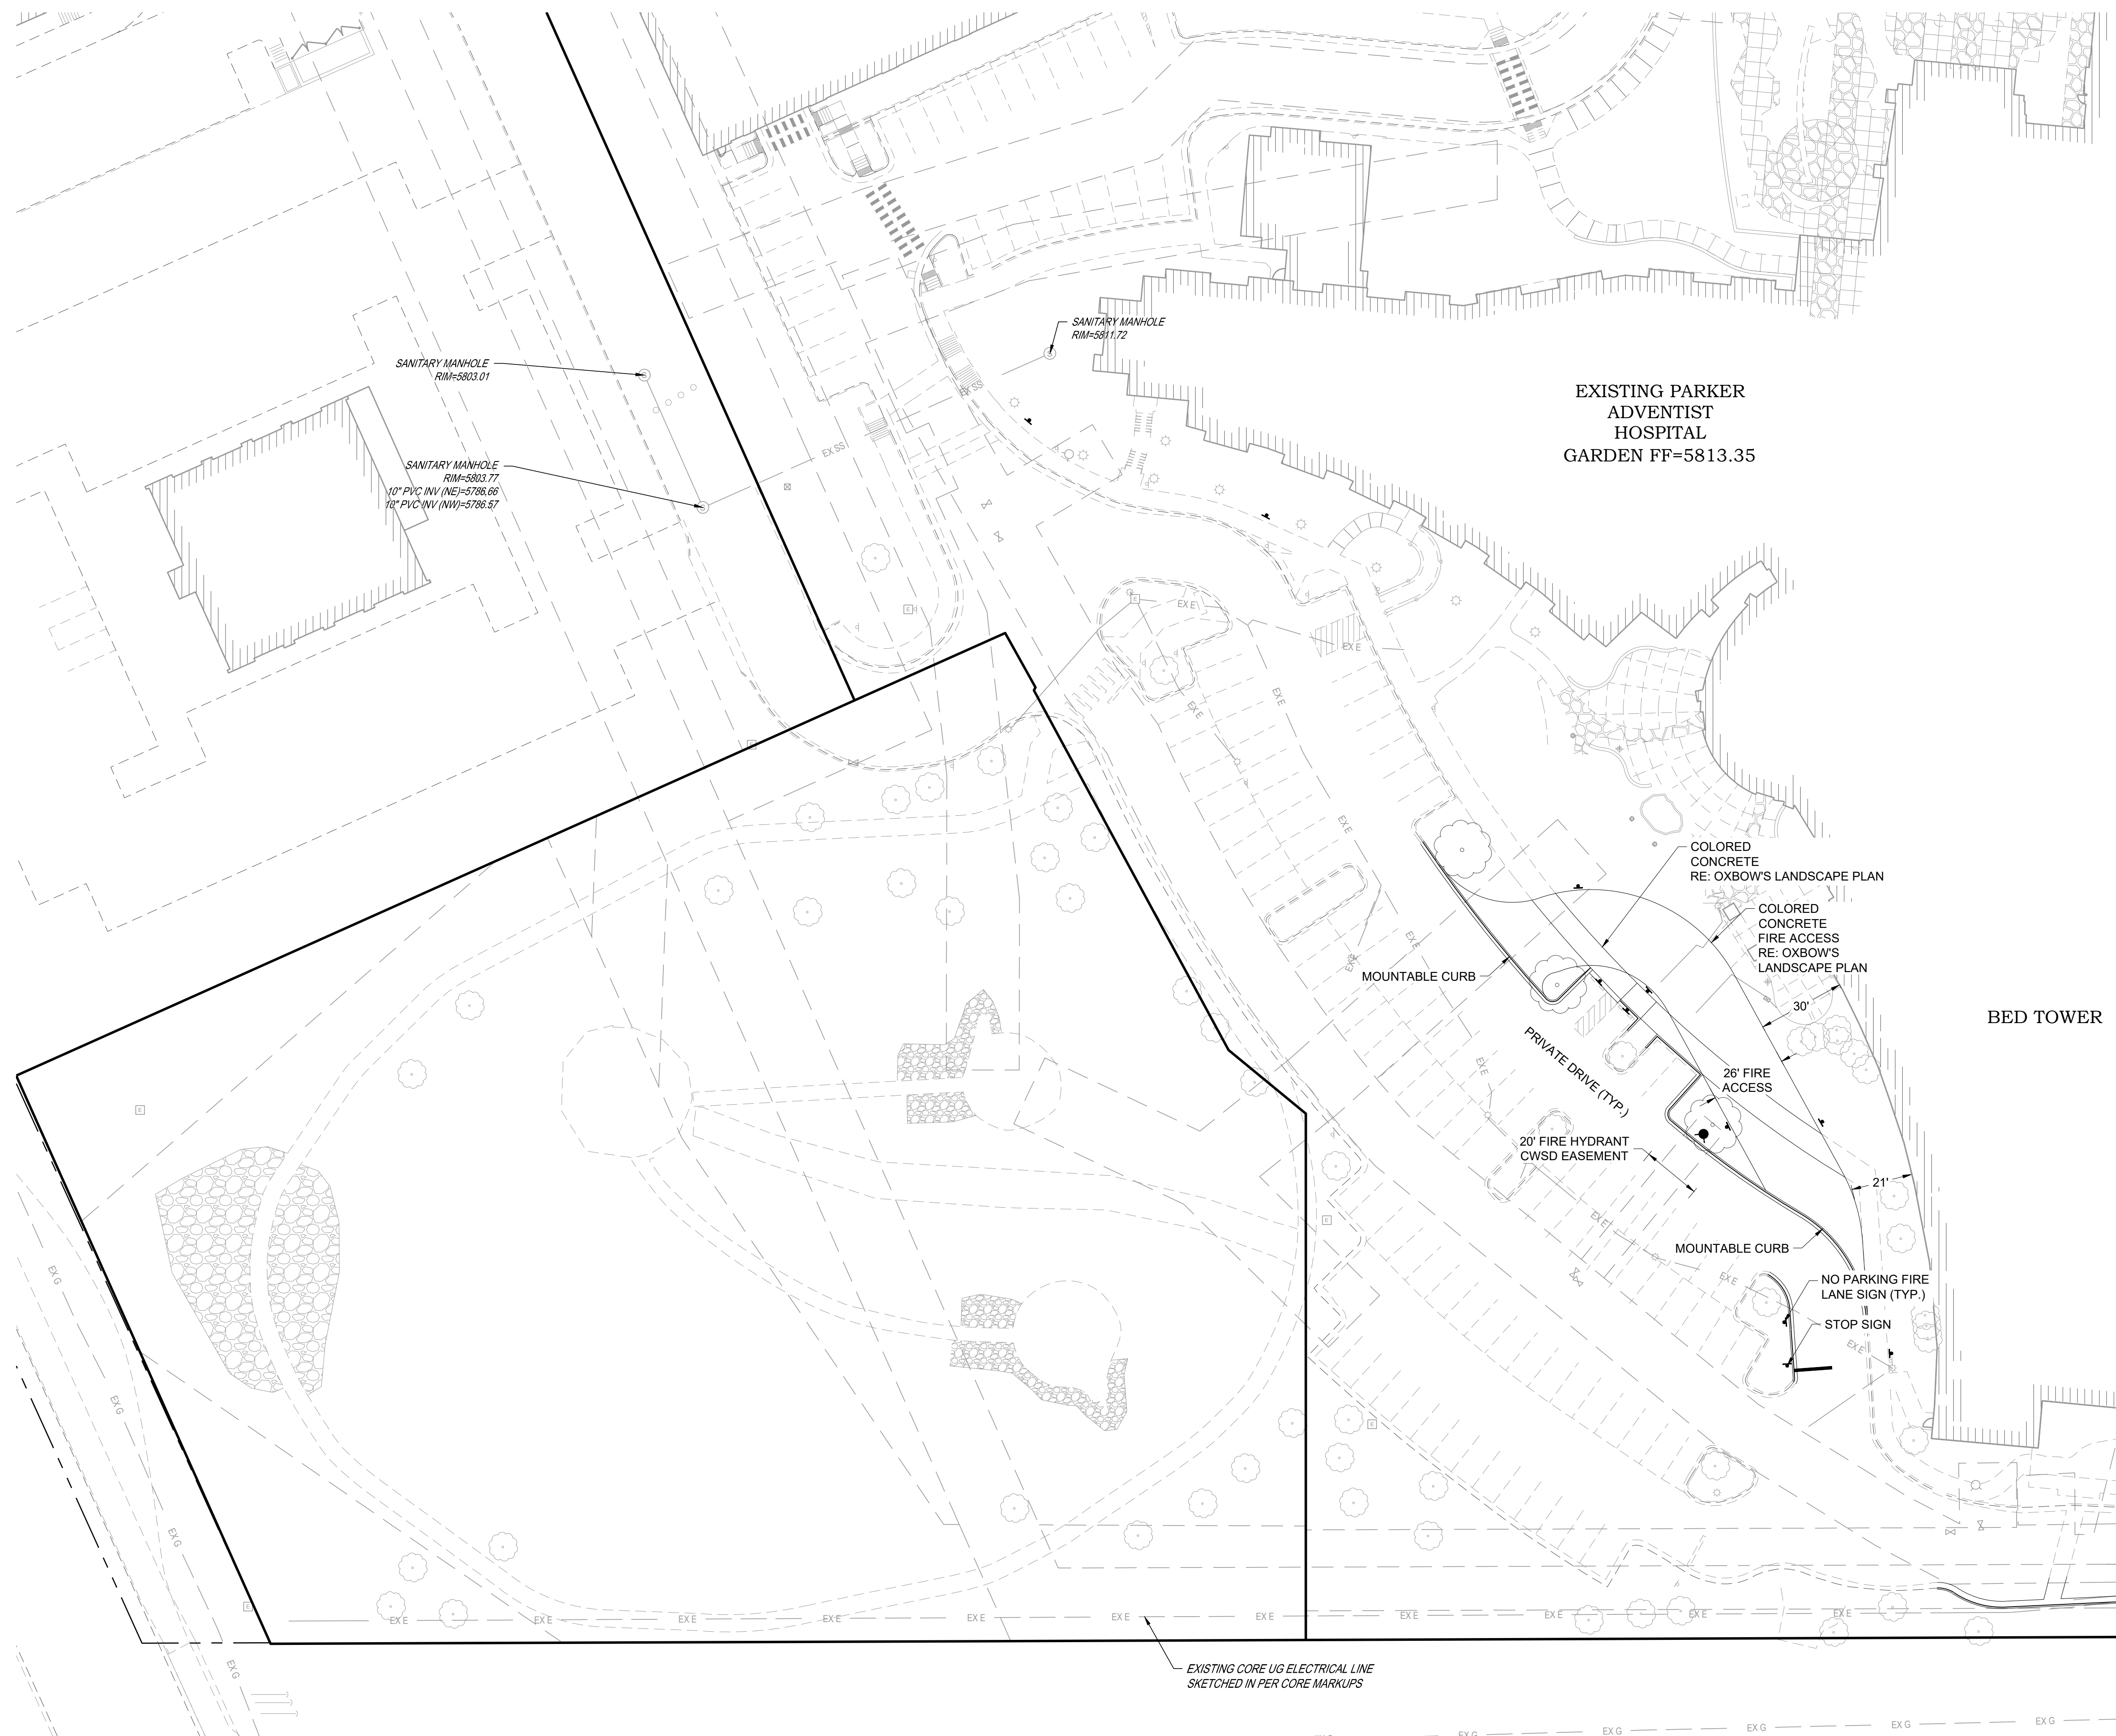 SANITARY MANHOLE
RIM=5811.72
SANITARY MANHOLE
RIM=5803.01
EX SS
EXISTING PARKER
ADVENTIST
HOSPITAL
GARDEN FF=5813.35
EX SS
SANITARY MANHOLE
RIM=5803.77
10" PVC INV (NE)=5786.66
10" PVC INV (NW)=5786.57
E
EX E
E
EX E
EX E
EX E
E
EX E
COLORED
CONCRETE
RE: OXBOW'S LANDSCAPE PLAN
COLORED
CONCRETE
FIRE ACCESS
RE: OXBOW'S
LANDSCAPE PLAN
EX E
EX E
MOUNTABLE CURB
30'
BED TOWER
PRIVATE DRIVE (TYP.)
EX E
26' FIRE
ACCESS
E
20' FIRE HYDRANT
CWSD EASEMENT
21'
E
EX E
MOUNTABLE CURB
EX G
EX E
NO PARKING FIRE
LANE SIGN (TYP.)
STOP SIGN
EX E
EX G
E
EX G
E
EX E
EX E
EX E
EX E
EX E
EX E
EX E
EX E
EX E
EX E
EX E
EX G
EXISTING CORE UG ELECTRICAL LINE
SKETCHED IN PER CORE MARKUPS
EX G
EX G
EX G
EX G
EX G